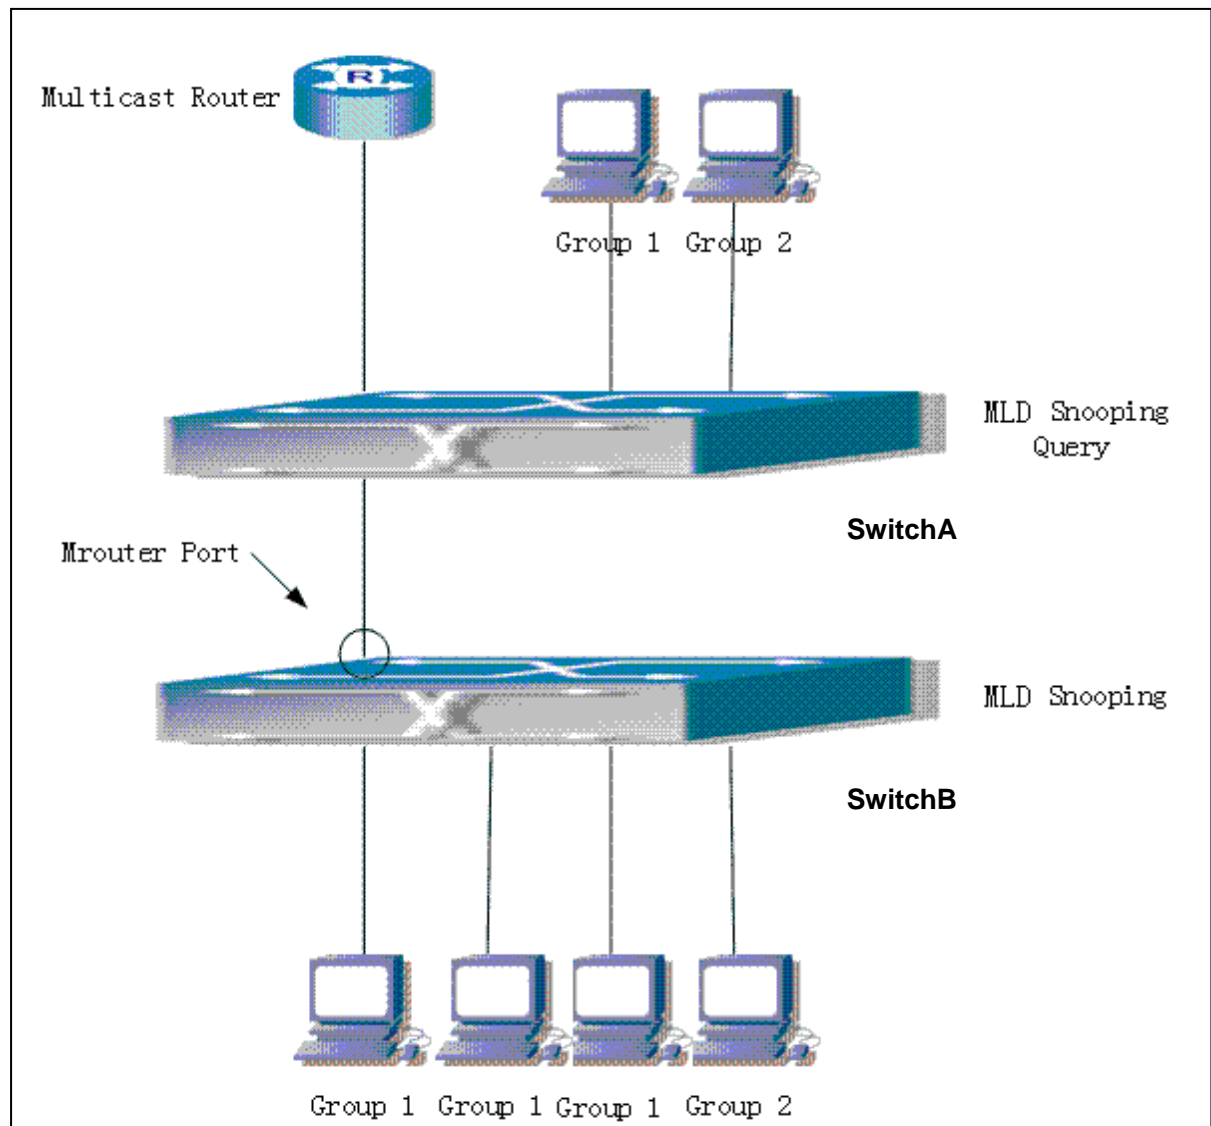 R
Multicast Router
Group 1 Group 2
MLD Snooping
Query
SwitchA
Mrouter Port
MLD Snooping
SwitchB
Group 1 Group 1 Group 1 Group 2